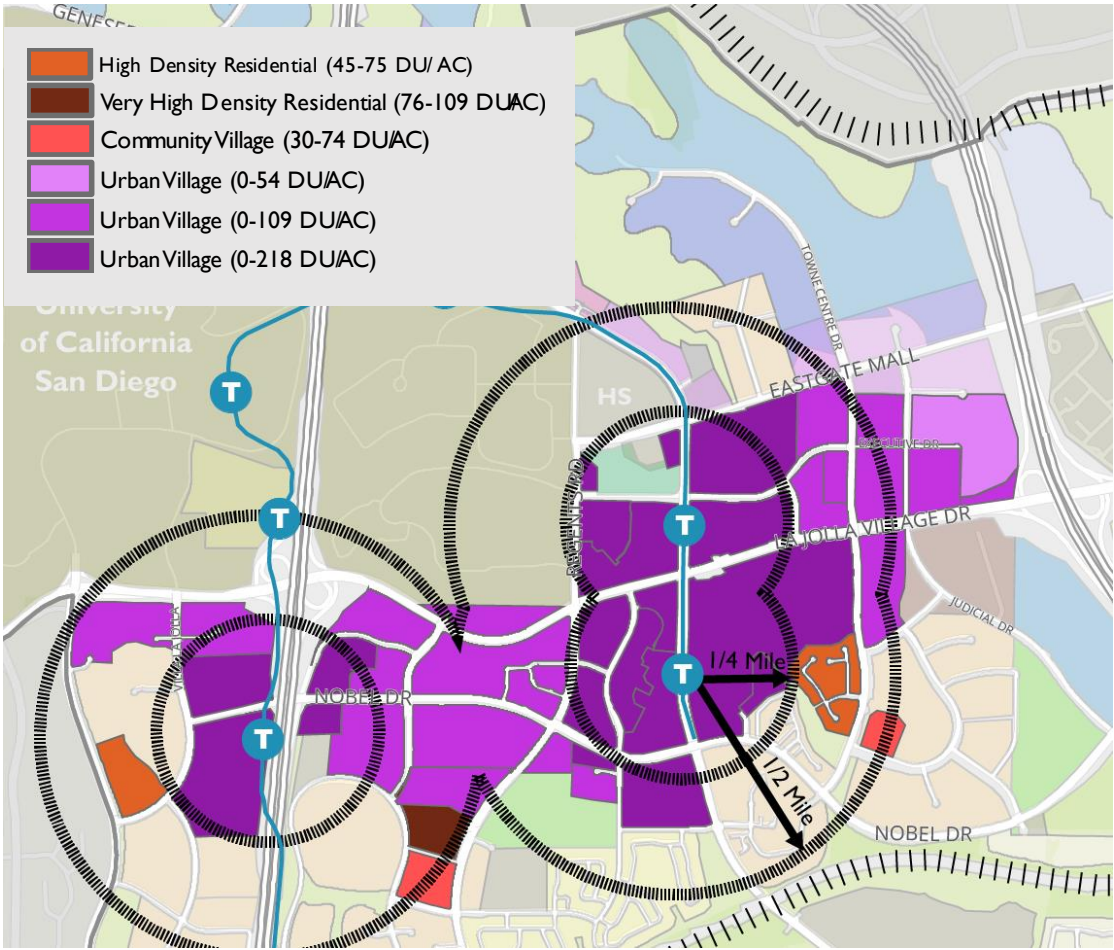 GENESE
High Density Residential (45-75 DU/ AC)
Very High Density Residential (76-109 DU/AC)
Community Village (30-74 DU/AC)
Urban Village (0-54 DU/AC)
Urban Village (0-109 DU/AC)
Urban Village (0-218 DU/AC)
University
of California
San Diego
T
T
T
T
T
HS
TOWNE CENTRE DR
EASTGATE MALL
EXECUTIVE DR
REGENTS RD
LA JOLLA VILLAGE DR
JUDICIAL DR
NOBEL DR
1/4 Mile
1/2 Mile
NOBEL DR